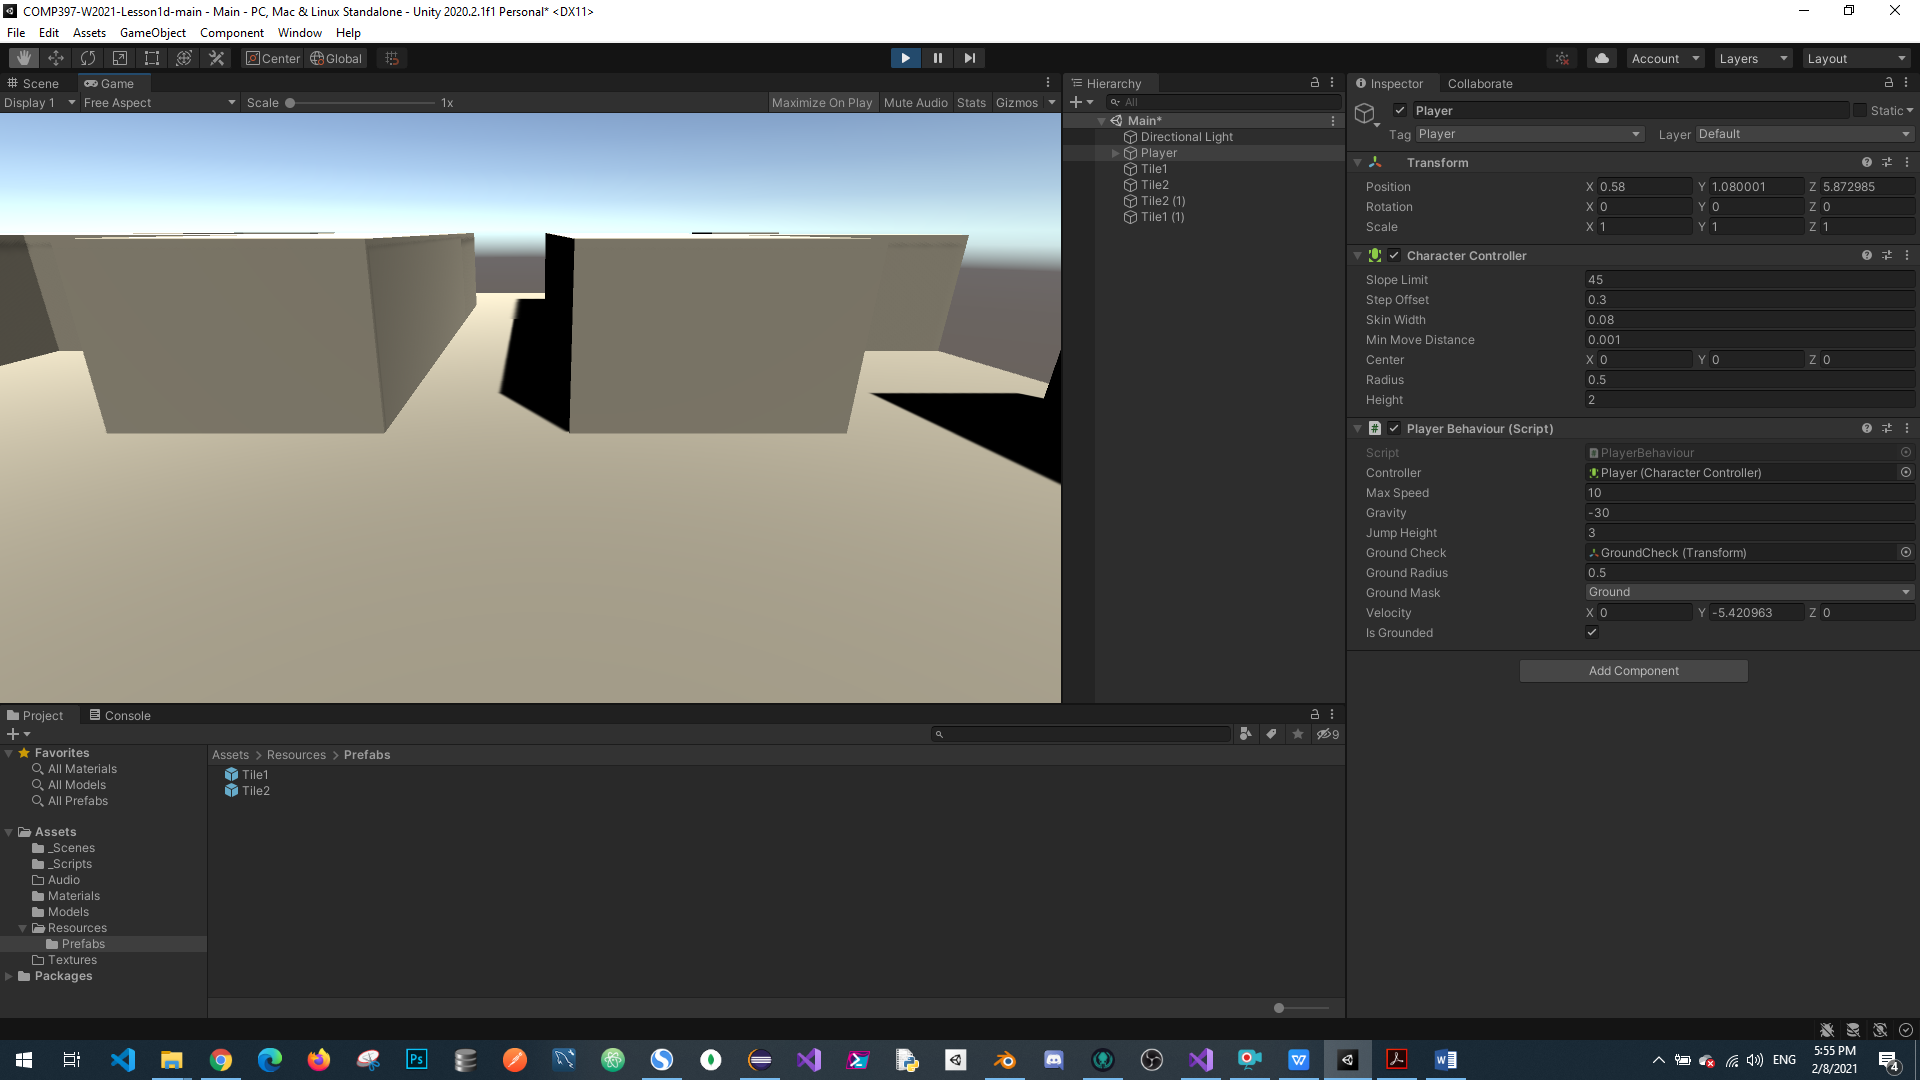 COMP397-W2021-Lesson1d-main - Main - PC, Mac & Linux Standalone - Unity 2020.2.1f1 Personal* <DX11>
File Edit Assets GameObject Component Window Help
Center Global Account Layers Layout
Scene Game
Display 1 Free Aspect Scale 1x Maximize On Play Mute Audio Stats Gizmos
Hierarchy
All
Main*
Directional Light
Player
Tile1
Tile2
Tile2 (1)
Tile1 (1)
Inspector Collaborate
Player Static
Tag Player Layer Default
Transform
Position X 0.58 Y 1.080001 Z 5.872985
Rotation X 0 Y 0 Z 0
Scale X 1 Y 1 Z 1
Character Controller
Slope Limit 45
Step Offset 0.3
Skin Width 0.08
Min Move Distance 0.001
Center X 0 Y 0 Z 0
Radius 0.5
Height 2
Player Behaviour (Script)
Script PlayerBehaviour
Controller Player (Character Controller)
Max Speed 10
Gravity -30
Jump Height 3
Ground Check GroundCheck (Transform)
Ground Radius 0.5
Ground Mask Ground
Velocity X 0 Y -5.420963 Z 0
Is Grounded
Add Component
Project Console
9
Favorites
All Materials
All Models
All Prefabs
Assets
_Scenes
_Scripts
Audio
Materials
Models
Resources
Prefabs
Textures
Packages
Assets > Resources > Prefabs
Tile1
Tile2
Ps
ENG
5:55 PM
2/8/2021
4